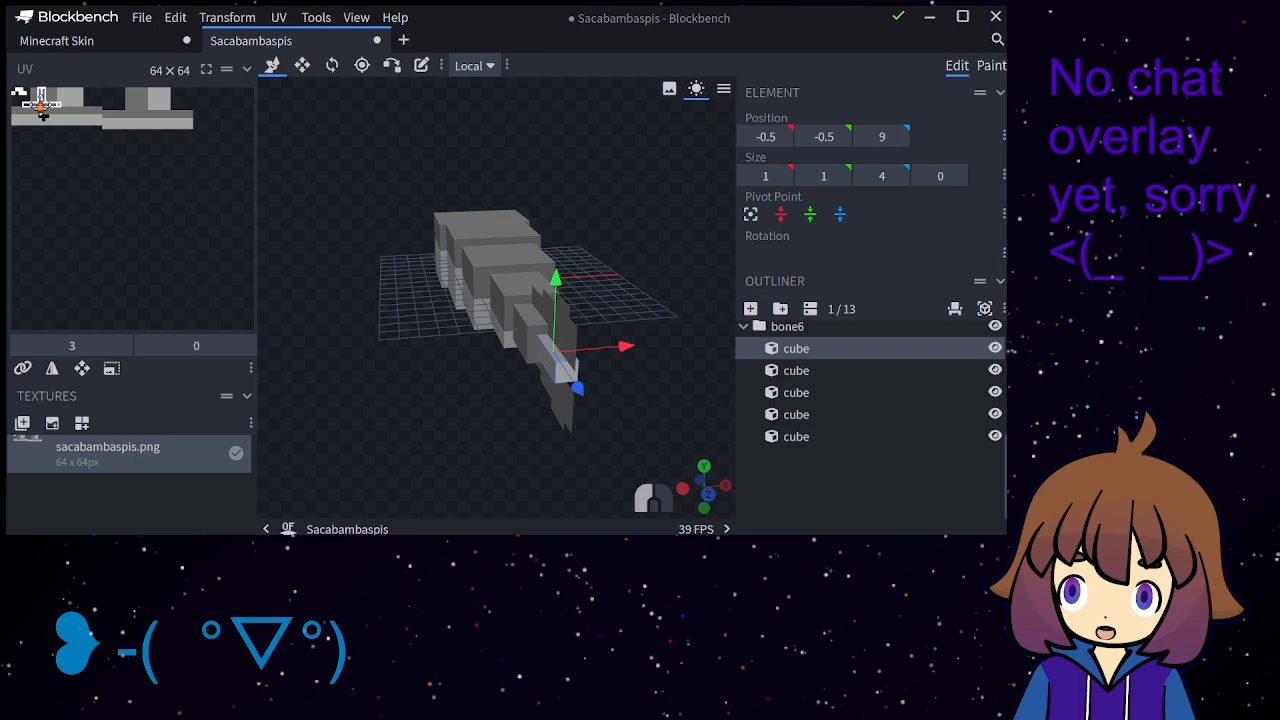 Blockbench File Edit Transform UV Tools View Help
● Sacabambaspis - Blockbench
Minecraft Skin
Sacabambaspis
UV
64 × 64
Local
Edit Paint
ELEMENT
Position
-0.5 -0.5 9
Size
1 1 4 0
Pivot Point
Rotation
OUTLINER
1 / 13
bone6
cube
cube
cube
cube
cube
3 0
TEXTURES
sacabambaspis.png
64 x 64px
Y
X
Z
Sacabambaspis
39 FPS
No chat
overlay
yet, sorry
<(_ _)>
❥-( °▽°)